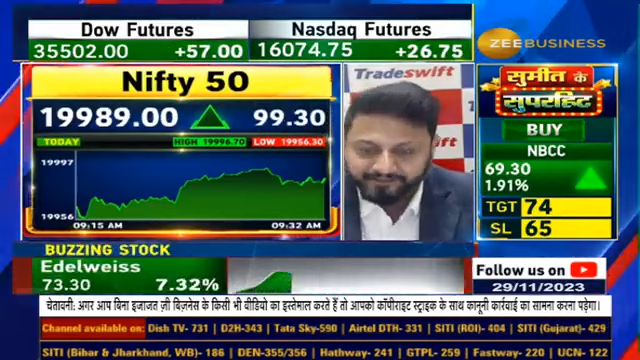 Dow Futures
35502.00 +57.00
Nasdaq Futures
16074.75 +26.75
ZEE BUSINESS
Nifty 50
19989.00 99.30
TODAY HIGH 19996.70 LOW 19956.30
19997
19956
09:15 AM 09:32 AM
Tradeswift
swift
Tradeswift
सुमीत के
सुपरहिट
BUY
NBCC
69.30
1.91%
TGT 74
SL 65
BUZZING STOCK
Edelweiss
73.30 7.32%
Follow us on
29/11/2023
चेतावनी: अगर आप बिना इजाजत ज़ी बिज़नेस के किसी भी वीडियो का इस्तेमाल करते हैं तो आपको कॉपीराइट स्ट्राइक के साथ कानूनी कार्रवाई का सामना करना पड़ेगा।
Channel available on: Dish TV- 731 | D2H-343 | Tata Sky-590 | Airtel DTH- 331 | SITI (ROI) - 404 | SITI (Gujarat) - 429
SITI (Bihar & Jharkhand, WB)- 186 | DEN-355/356 | Hathway- 241 | GTPL- 259 | Fastway- 220 | UCN- 122